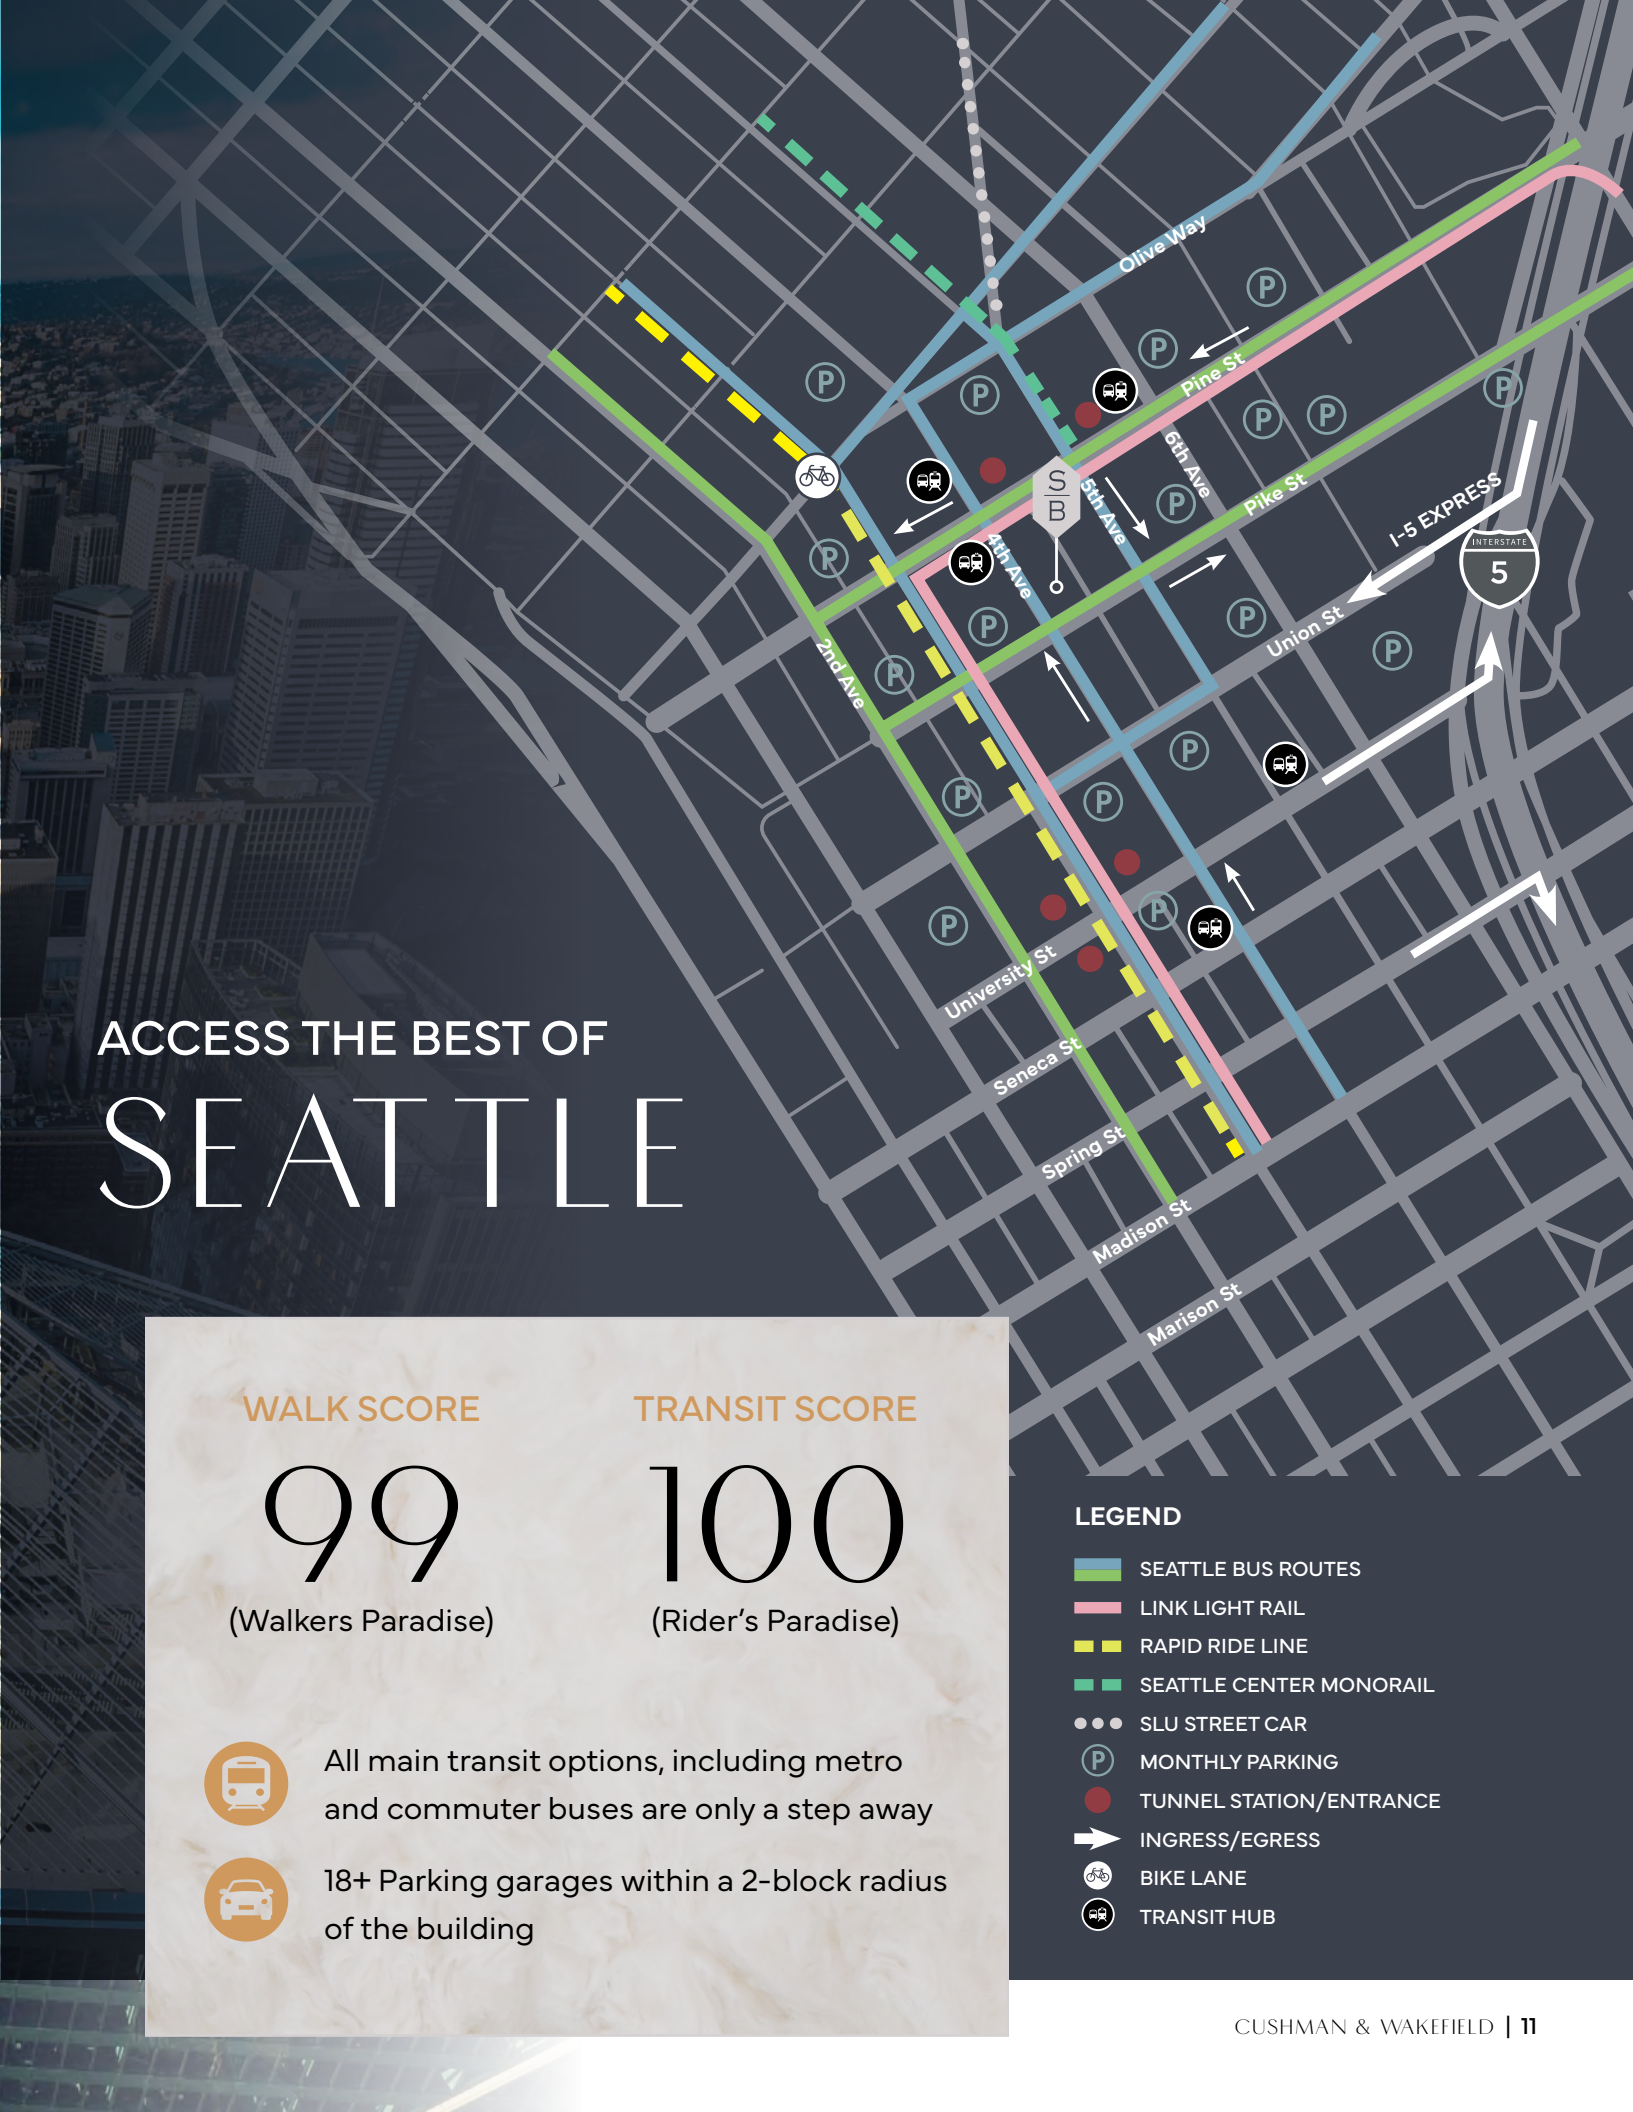 Olive Way
P
P
P
P
Pine St
P
P
P
6th Ave
S
B
5th Ave
P
Pike St
I-5 EXPRESS
INTERSTATE
5
4th Ave
P
P
P
Union St
P
2nd Ave
P
P
P
P
P
P
University St
Seneca St
Spring St
Madison St
Marison St
ACCESS THE BEST OF
SEATTLE
WALK SCORE
99
(Walkers Paradise)
TRANSIT SCORE
100
(Rider's Paradise)
All main transit options, including metro
and commuter buses are only a step away
18+ Parking garages within a 2-block radius
of the building
LEGEND
SEATTLE BUS ROUTES
LINK LIGHT RAIL
RAPID RIDE LINE
SEATTLE CENTER MONORAIL
SLU STREET CAR
P MONTHLY PARKING
TUNNEL STATION/ENTRANCE
INGRESS/EGRESS
BIKE LANE
TRANSIT HUB
CUSHMAN & WAKEFIELD | 11